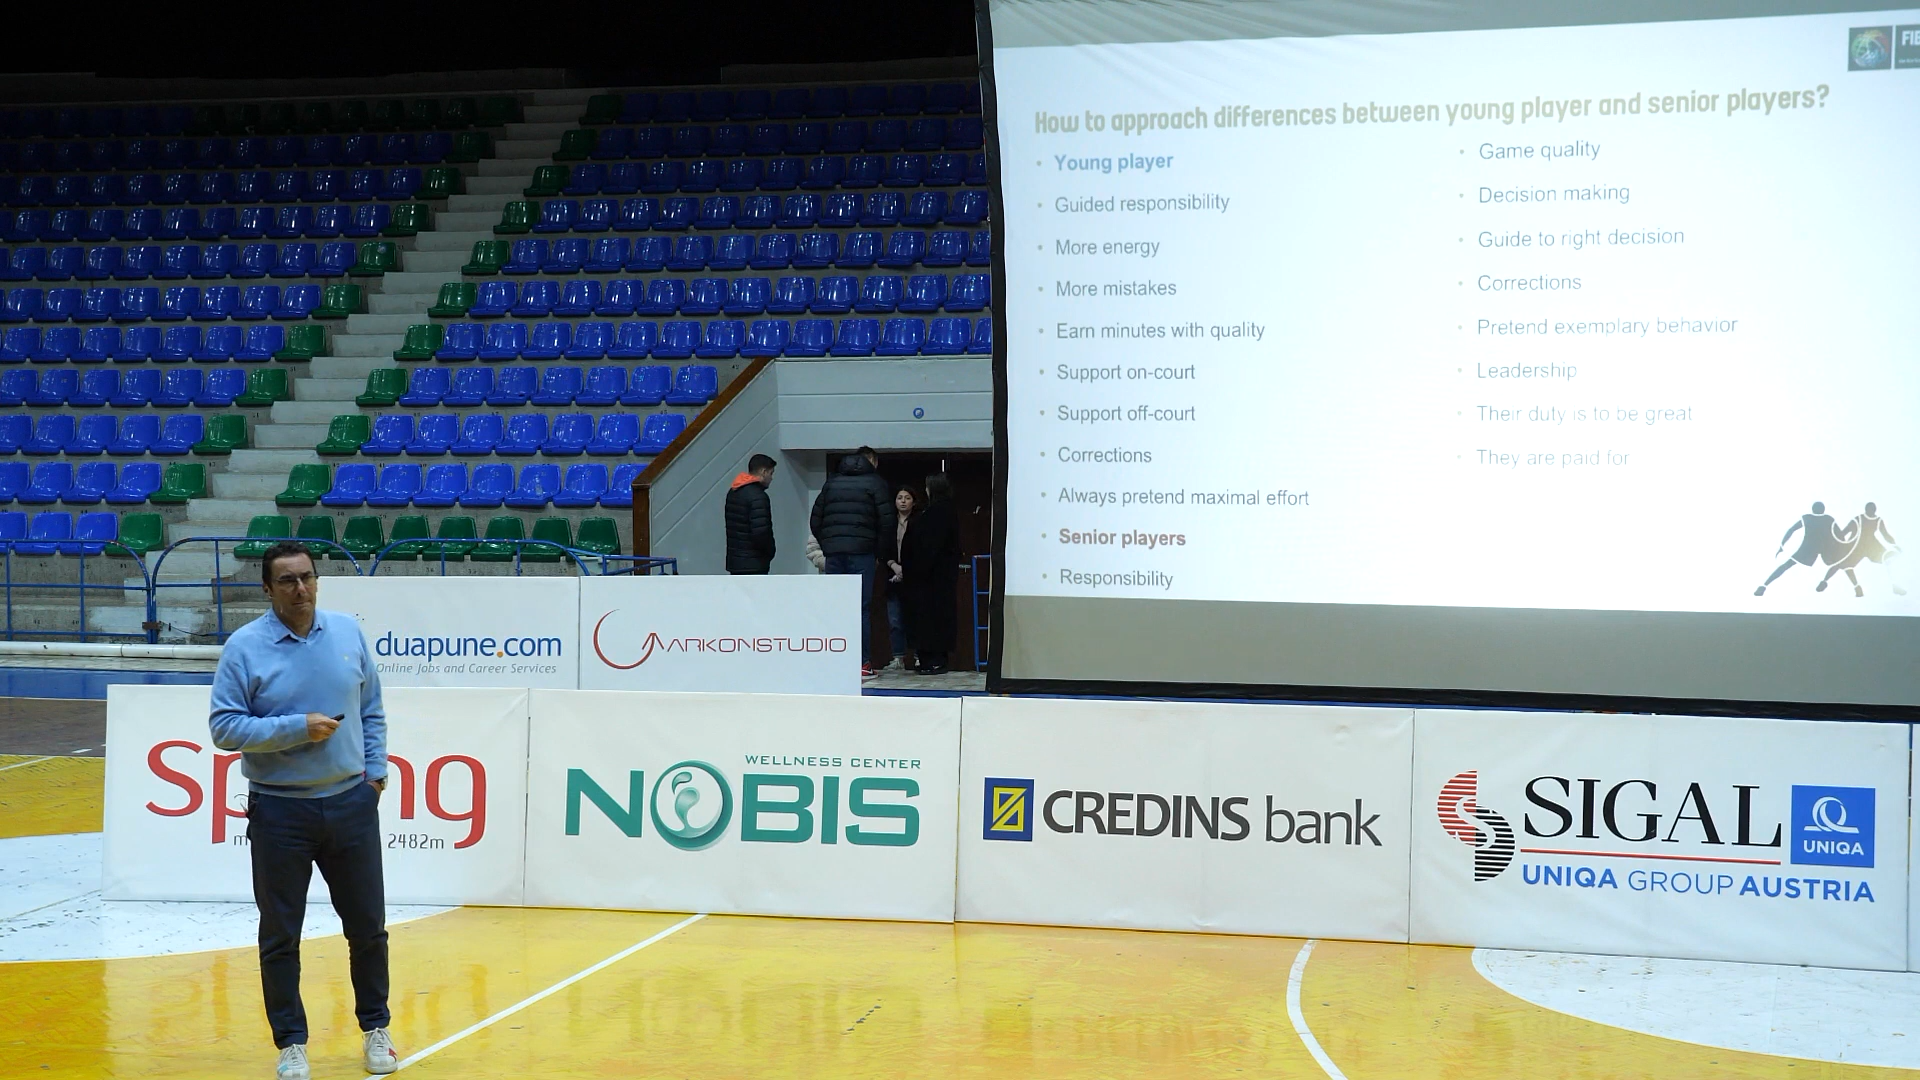 How to approach differences between young player and senior players?
• Young player
• Guided responsibility
• More energy
• More mistakes
• Earn minutes with quality
• Support on-court
• Support off-court
• Corrections
• Always pretend maximal effort
• Senior players
• Responsibility
• Game quality
• Decision making
• Guide to right decision
• Corrections
• Pretend exemplary behavior
• Leadership
• Their duty is to be great
• They are paid for
duapune.com
Online Jobs and Career Services
MARKONSTUDIO
2482m
WELLNESS CENTER
NOBIS
CREDINS bank
SIGAL
UNIQA
UNIQA GROUP AUSTRIA